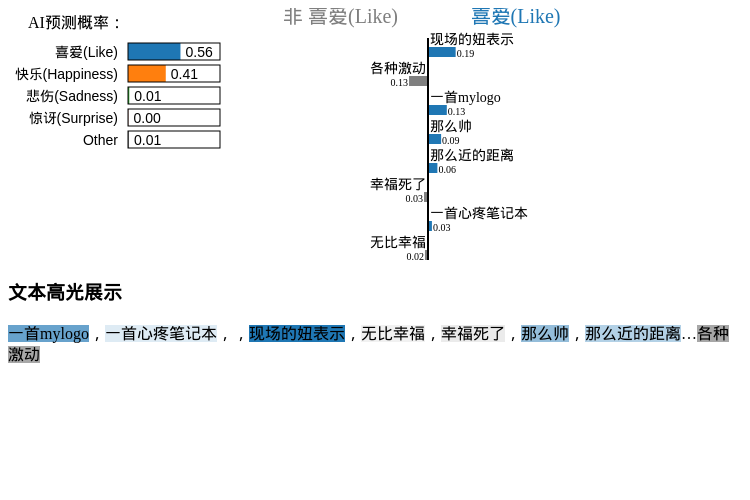 AI预测概率：
喜爱(Like) 0.56
快乐(Happiness) 0.41
悲伤(Sadness) 0.01
惊讶(Surprise) 0.00
Other 0.01
非 喜爱(Like) 喜爱(Like)
现场的妞表示
0.19
各种激动
0.13
一首mylogo
0.13
那么帅
0.09
那么近的距离
0.06
幸福死了
0.03
一首心疼笔记本
0.03
无比幸福
0.02
文本高光展示
一首mylogo，一首心疼笔记本，，现场的妞表示，无比幸福，幸福死了，那么帅，那么近的距离…各种
激动